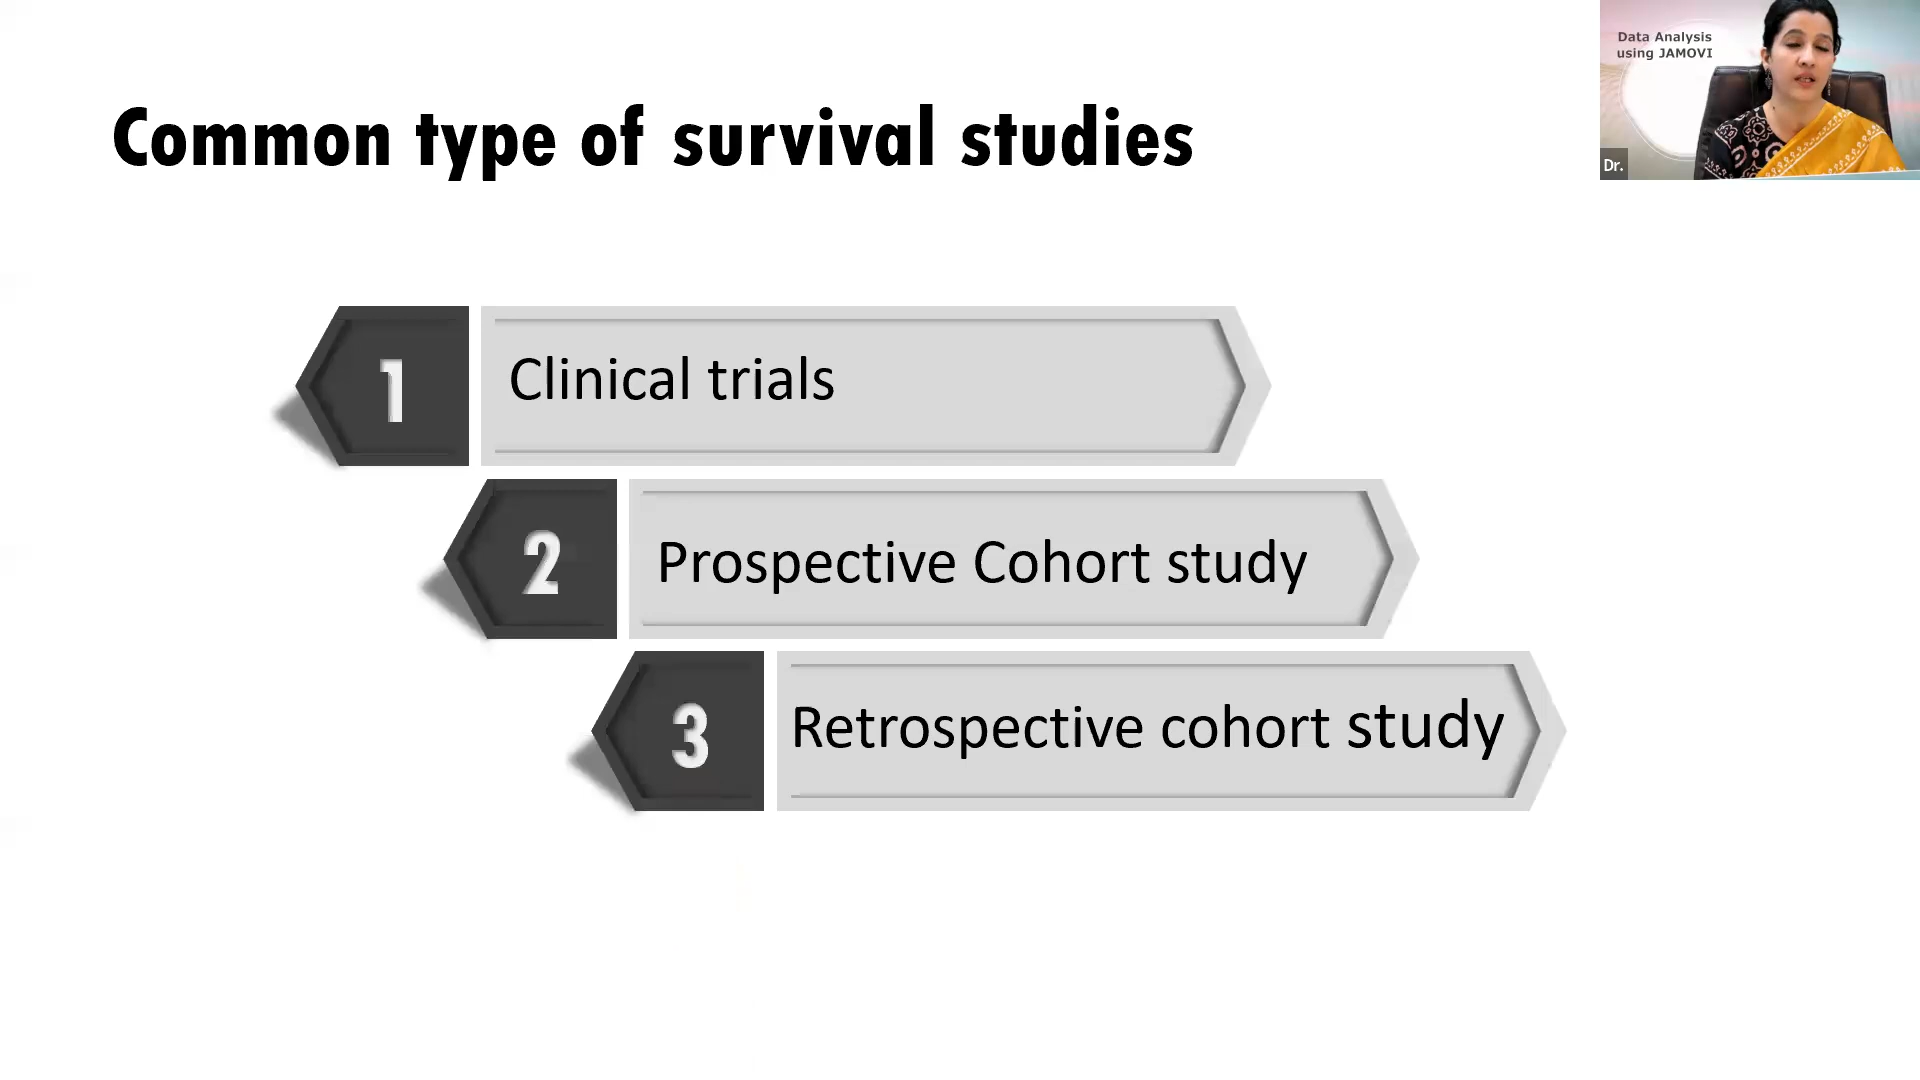 Common type of survival studies
Data Analysis
using JAMOVI
Dr.
1
Clinical trials
2
Prospective Cohort study
3
Retrospective cohort study